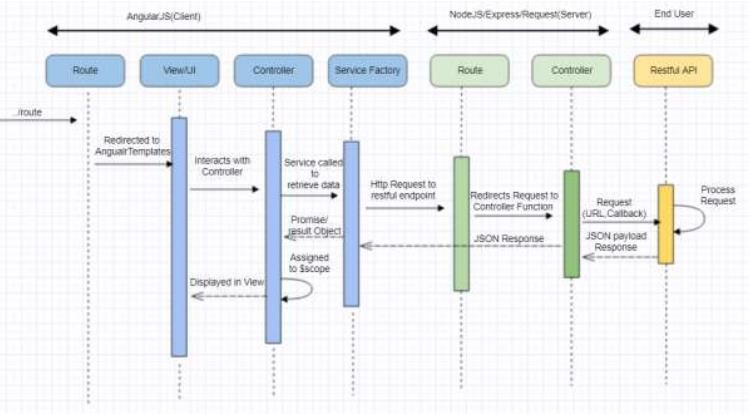 AngularJS(Client)
NodeJS/Express/Request(Server)
End User
Route
View/UI
Controller
Service Factory
Route
Controller
Restful API
../route
Redirected to
AnguairTemplates
Interacts with
Controller
Service called
to
retrieve data
Http Request to
restful endpoint
Redirects Request to
Controller Function
Request
(URL,Callback)
Process
Request
Promise/
result Object
JSON Response
JSON payload
Response
Assigned
to $scope
Displayed in View